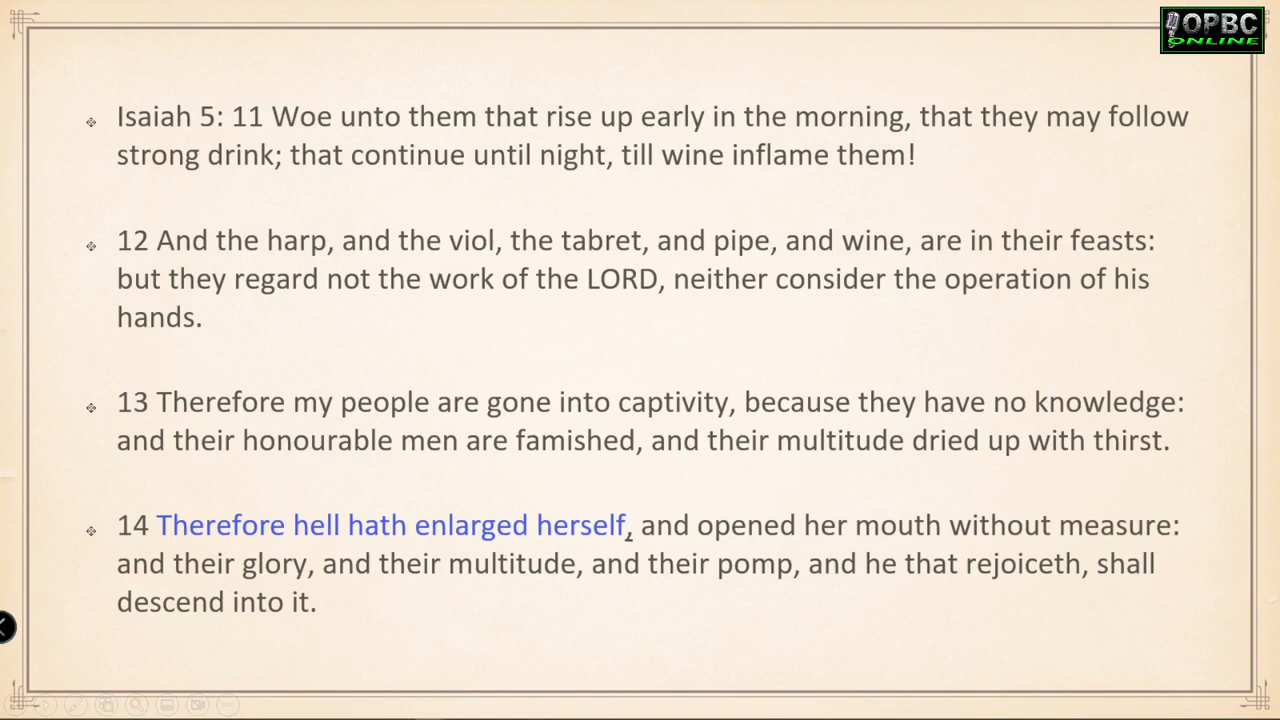 OPBC
ONLINE
Isaiah 5: 11 Woe unto them that rise up early in the morning, that they may follow
strong drink; that continue until night, till wine inflame them!
12 And the harp, and the viol, the tabret, and pipe, and wine, are in their feasts:
but they regard not the work of the LORD, neither consider the operation of his
hands.
13 Therefore my people are gone into captivity, because they have no knowledge:
and their honourable men are famished, and their multitude dried up with thirst.
14 Therefore hell hath enlarged herself, and opened her mouth without measure:
and their glory, and their multitude, and their pomp, and he that rejoiceth, shall
descend into it.